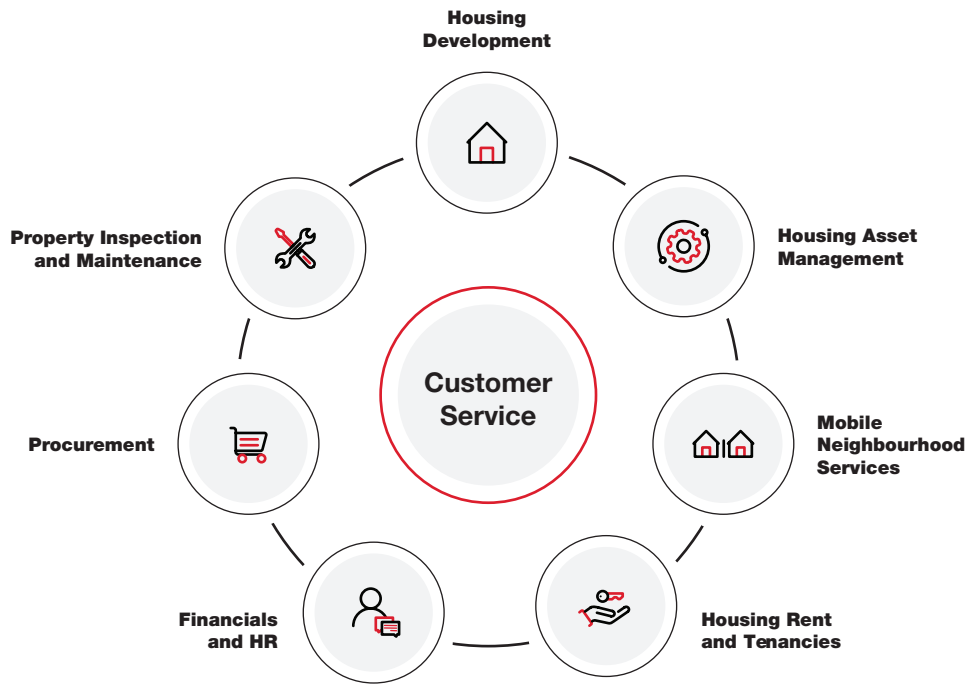 Housing
Development
Housing Asset
Management
Mobile
Neighbourhood
Services
Housing Rent
and Tenancies
Financials
and HR
Procurement
Property Inspection
and Maintenance
Customer
Service